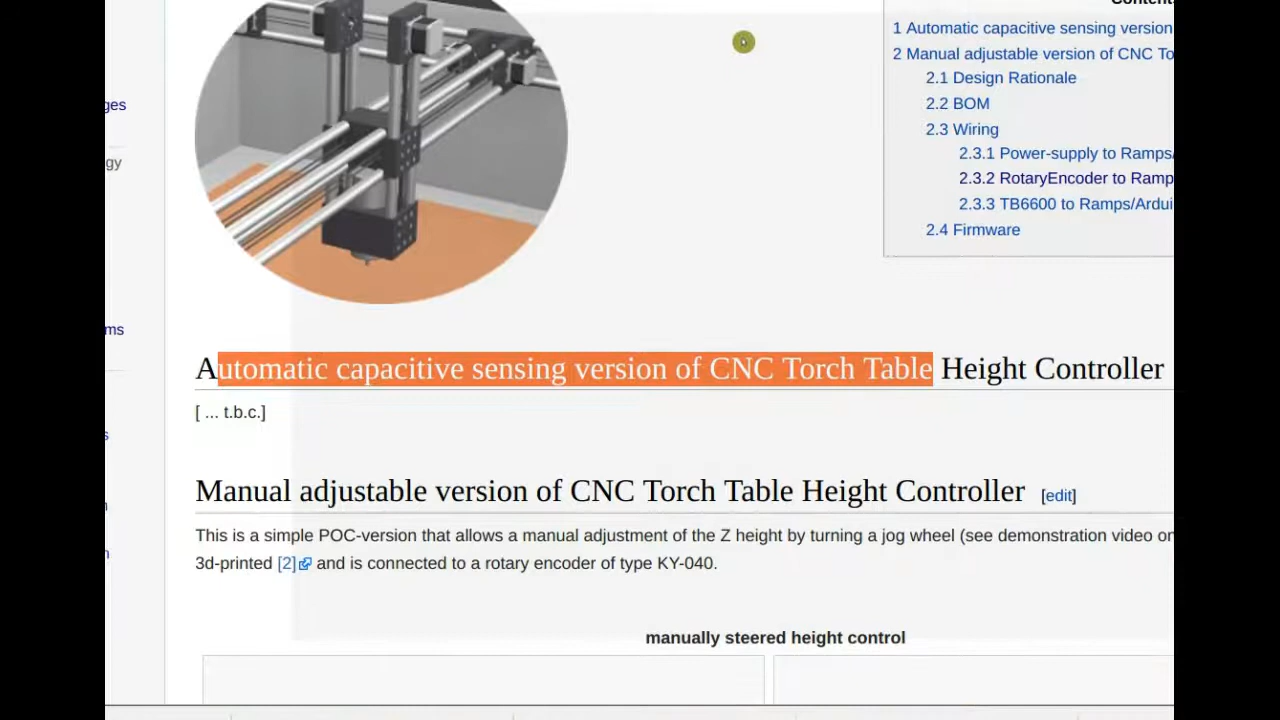 Content
1 Automatic capacitive sensing version
2 Manual adjustable version of CNC To
2.1 Design Rationale
2.2 BOM
2.3 Wiring
2.3.1 Power-supply to Ramps/
2.3.2 RotaryEncoder to Ramp
2.3.3 TB6600 to Ramps/Ardui
2.4 Firmware
ges
gy
ms
s
n
Automatic capacitive sensing version of CNC Torch Table Height Controller
[ ... t.b.c.]
Manual adjustable version of CNC Torch Table Height Controller [edit]
This is a simple POC-version that allows a manual adjustment of the Z height by turning a jog wheel (see demonstration video on
3d-printed [2] and is connected to a rotary encoder of type KY-040.
manually steered height control